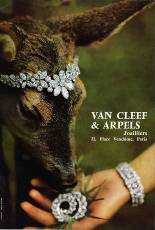 VAN CLEEF
& ARPELS
Joailliers
22, Place Vendôme, Paris